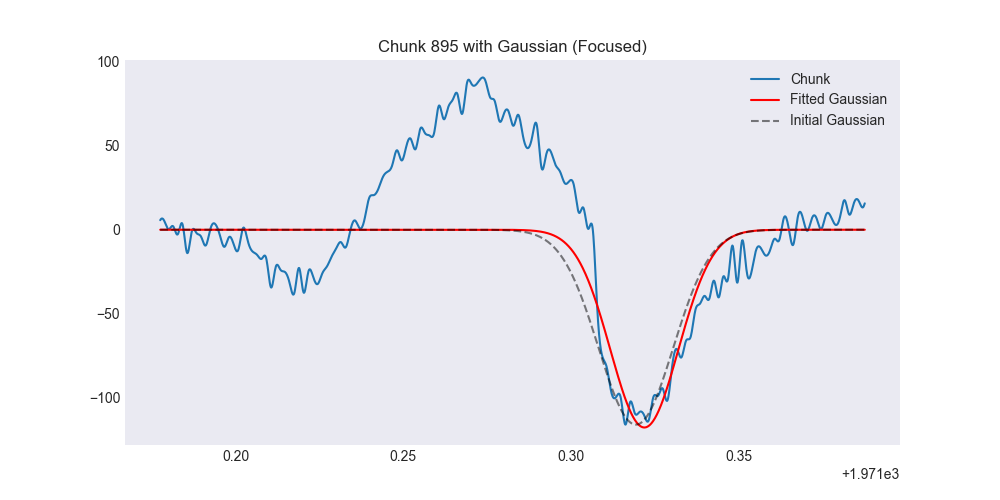 Chunk 895 with Gaussian (Focused)
100
50
0
−50
−100
Chunk
Fitted Gaussian
Initial Gaussian
0.20 0.25 0.30 0.35
+1.971e3